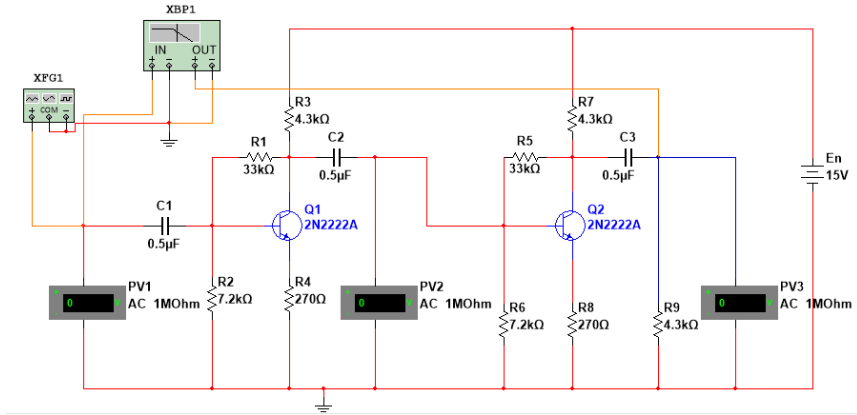 XBP1
IN OUT
XFG1
COM
R3
4.3kΩ
R7
4.3kΩ
R1
33kΩ
C2
0.5µF
R5
33kΩ
C3
0.5µF
En
15V
C1
0.5µF
Q1
2N2222A
Q2
2N2222A
PV1
0 V
AC 1MOhm
R2
7.2kΩ
R4
270Ω
PV2
0 V
AC 1MOhm
R6
7.2kΩ
R8
270Ω
R9
4.3kΩ
PV3
0 V
AC 1MOhm